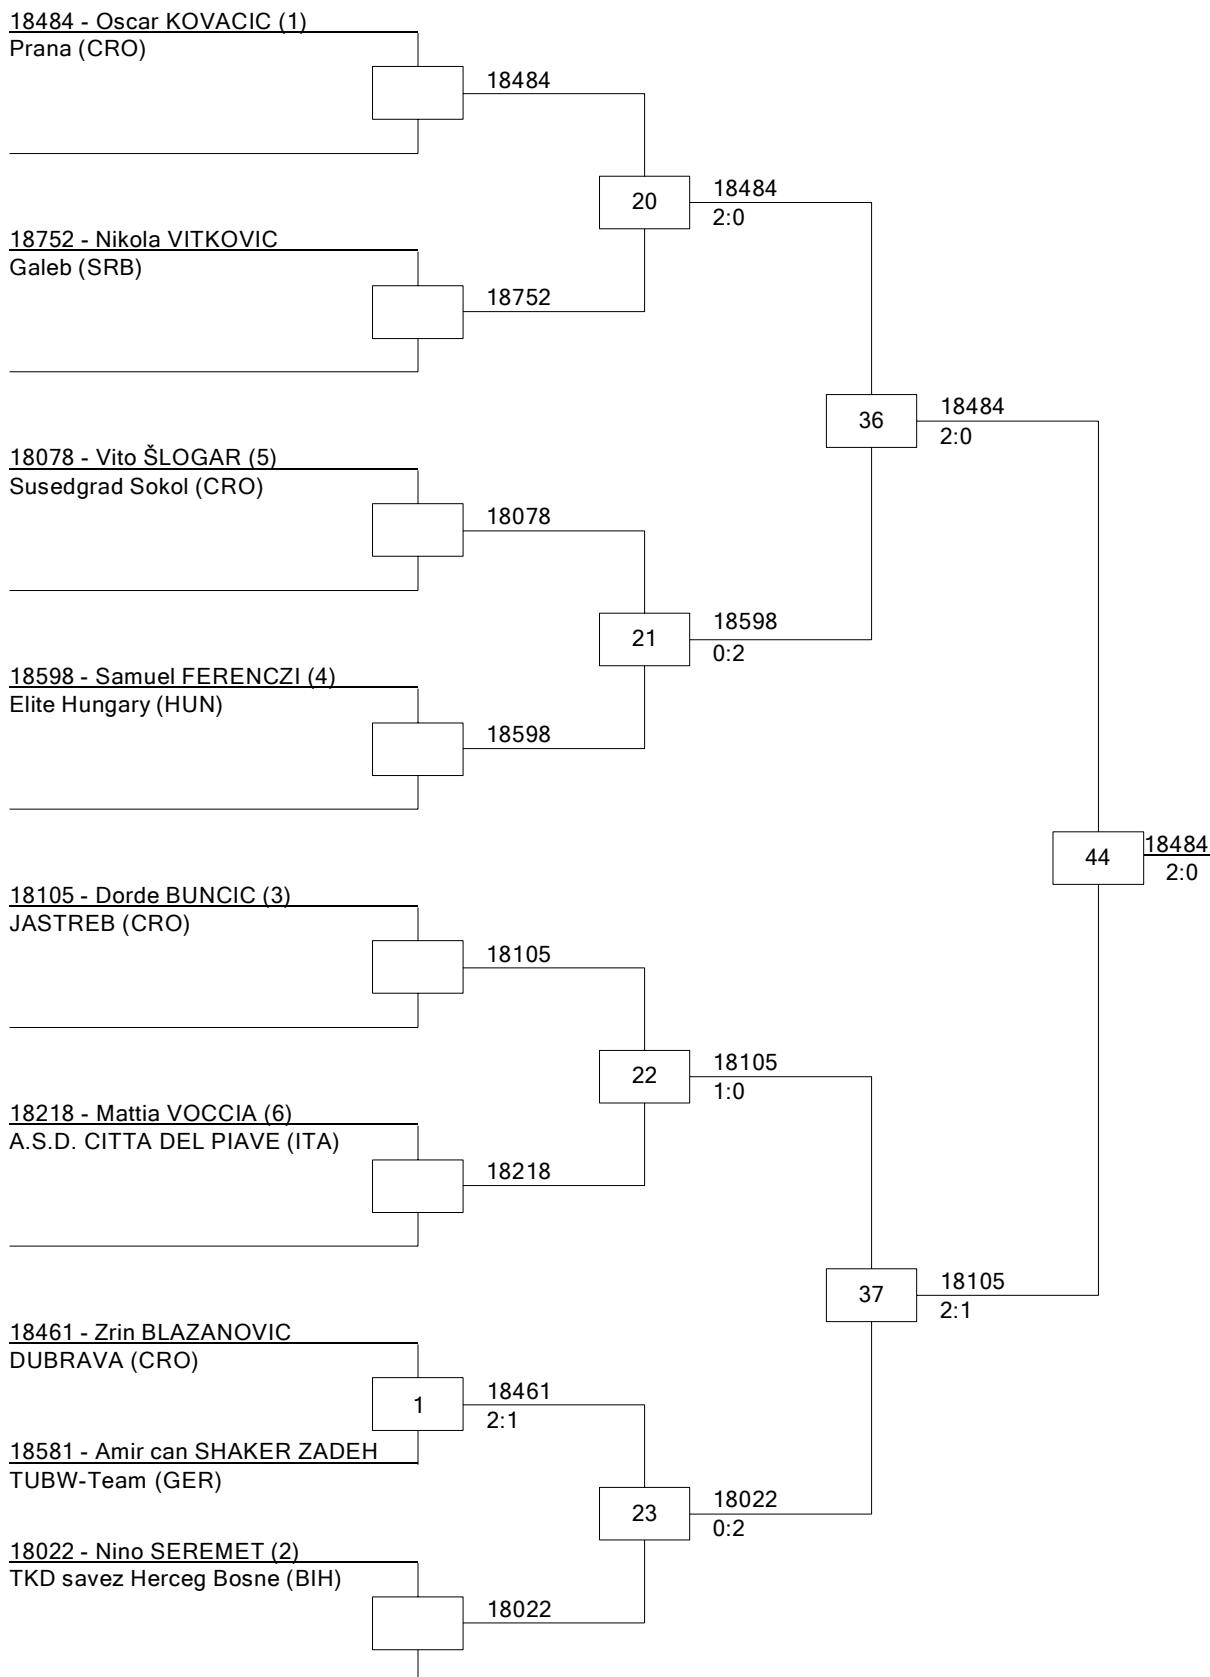 18484 - Oscar KOVACIC (1)
Prana (CRO)
18484
20
18484
2:0
18752 - Nikola VITKOVIC
Galeb (SRB)
18752
36
18484
2:0
18078 - Vito ŠLOGAR (5)
Susedgrad Sokol (CRO)
18078
21
18598
0:2
18598 - Samuel FERENCZI (4)
Elite Hungary (HUN)
18598
44
18484
2:0
18105 - Dorde BUNCIC (3)
JASTREB (CRO)
18105
22
18105
1:0
18218 - Mattia VOCCIA (6)
A.S.D. CITTA DEL PIAVE (ITA)
18218
37
18105
2:1
18461 - Zrin BLAZANOVIC
DUBRAVA (CRO)
1
18461
2:1
18581 - Amir can SHAKER ZADEH
TUBW-Team (GER)
23
18022
0:2
18022 - Nino SEREMET (2)
TKD savez Herceg Bosne (BIH)
18022